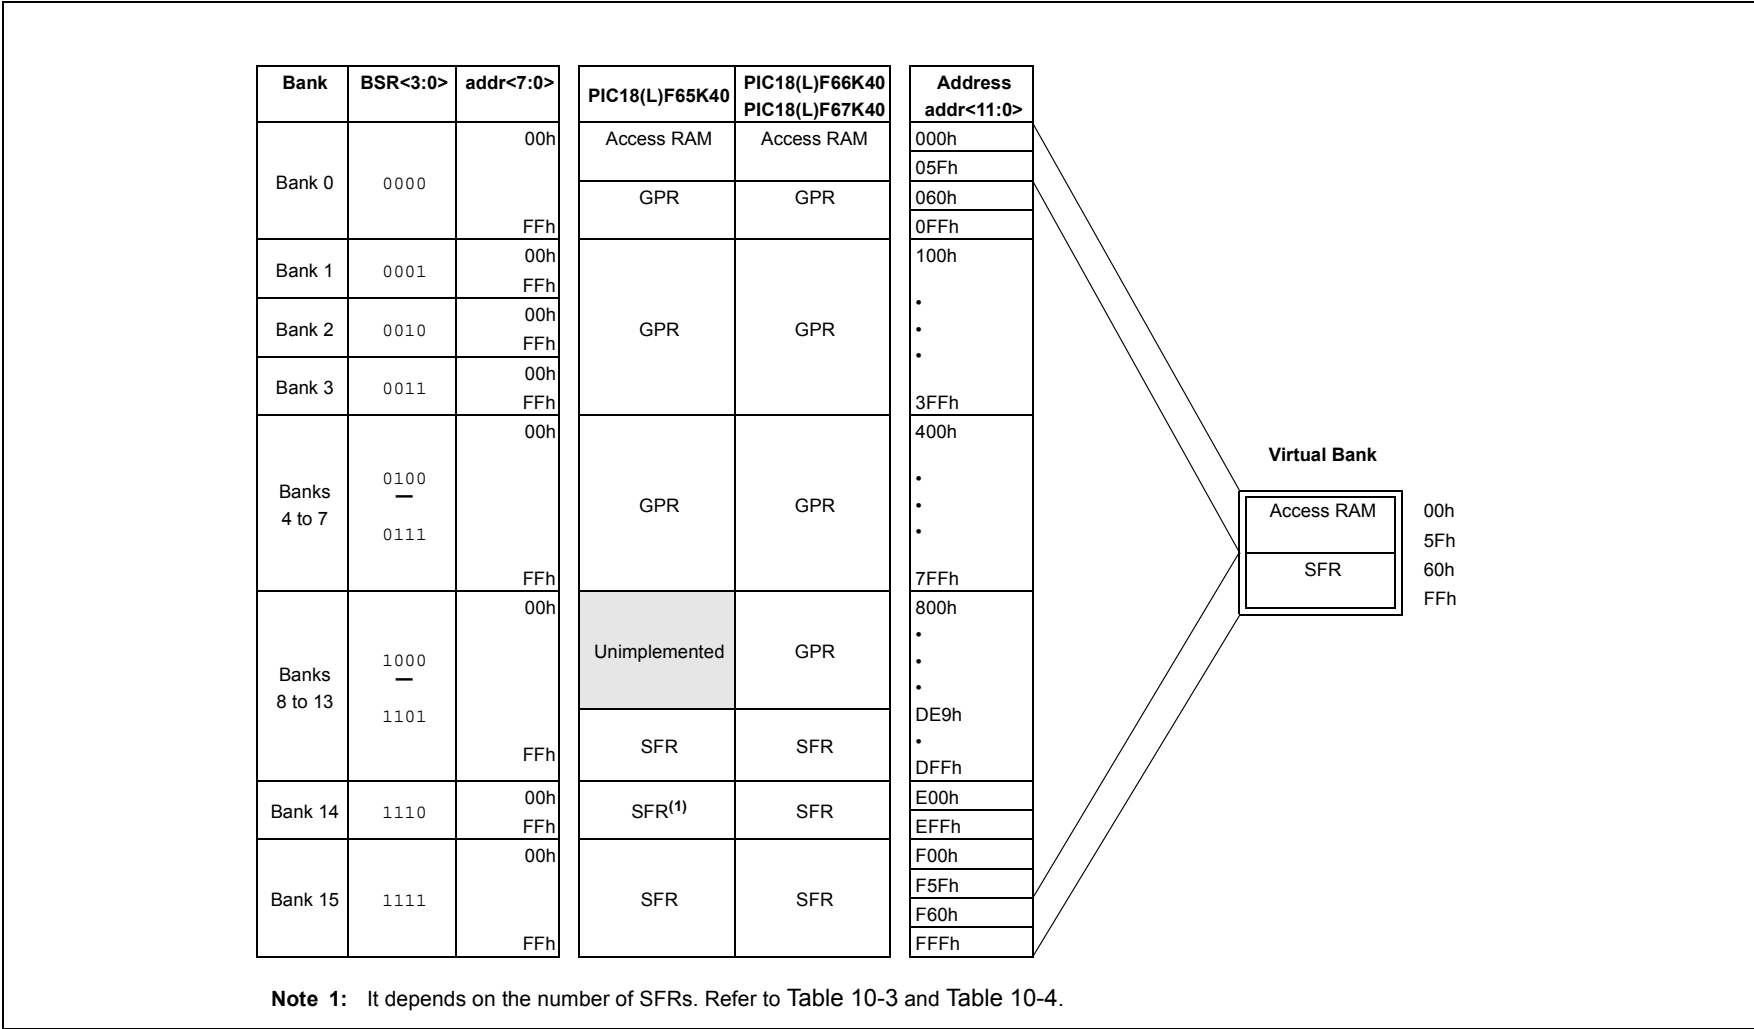 Bank BSR<3:0> addr<7:0> PIC18(L)F65K40 PIC18(L)F66K40 PIC18(L)F67K40 Address addr<11:0>
00h Access RAM Access RAM 000h
05Fh
Bank 0 0000 GPR GPR 060h
FFh 0FFh
Bank 1 0001 00h 100h
FFh
•
Bank 2 0010 00h GPR GPR •
FFh •
Bank 3 0011 00h
FFh 3FFh
00h 400h
Virtual Bank
0100 •
Banks — GPR GPR • Access RAM 00h
4 to 7 0111 • 5Fh
FFh 7FFh SFR 60h
00h 800h FFh
•
1000 Unimplemented GPR •
Banks — •
8 to 13 1101 DE9h
SFR SFR •
FFh DFFh
Bank 14 1110 00h SFR(1) SFR E00h
FFh EFFh
00h F00h
F5Fh
Bank 15 1111 SFR SFR F60h
FFh FFFh
Note 1: It depends on the number of SFRs. Refer to Table 10-3 and Table 10-4.